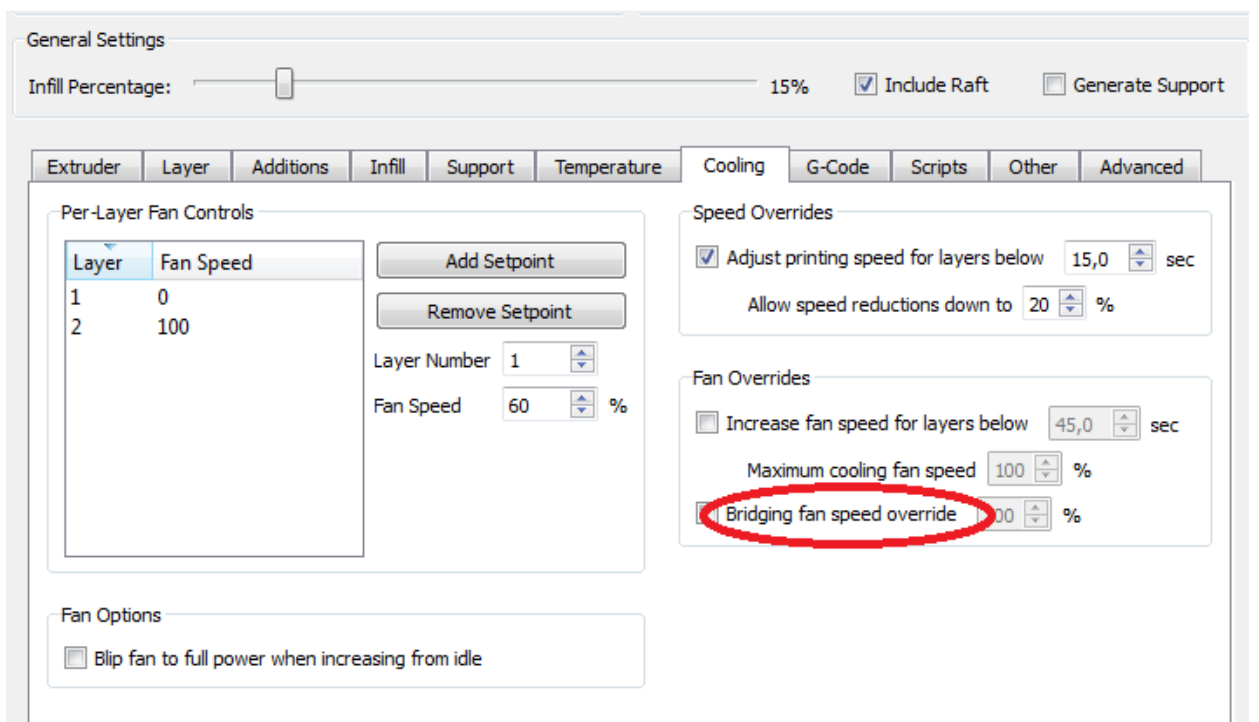 General Settings
Infill Percentage: 15% Include Raft Generate Support
Extruder Layer Additions Infill Support Temperature Cooling G-Code Scripts Other Advanced
Per-Layer Fan Controls
Layer Fan Speed
1 0
2 100
Add Setpoint
Remove Setpoint
Layer Number 1
Fan Speed 60 %
Speed Overrides
Adjust printing speed for layers below 15,0 sec
Allow speed reductions down to 20 %
Fan Overrides
Increase fan speed for layers below 45,0 sec
Maximum cooling fan speed 100 %
Bridging fan speed override %
Fan Options
Blip fan to full power when increasing from idle